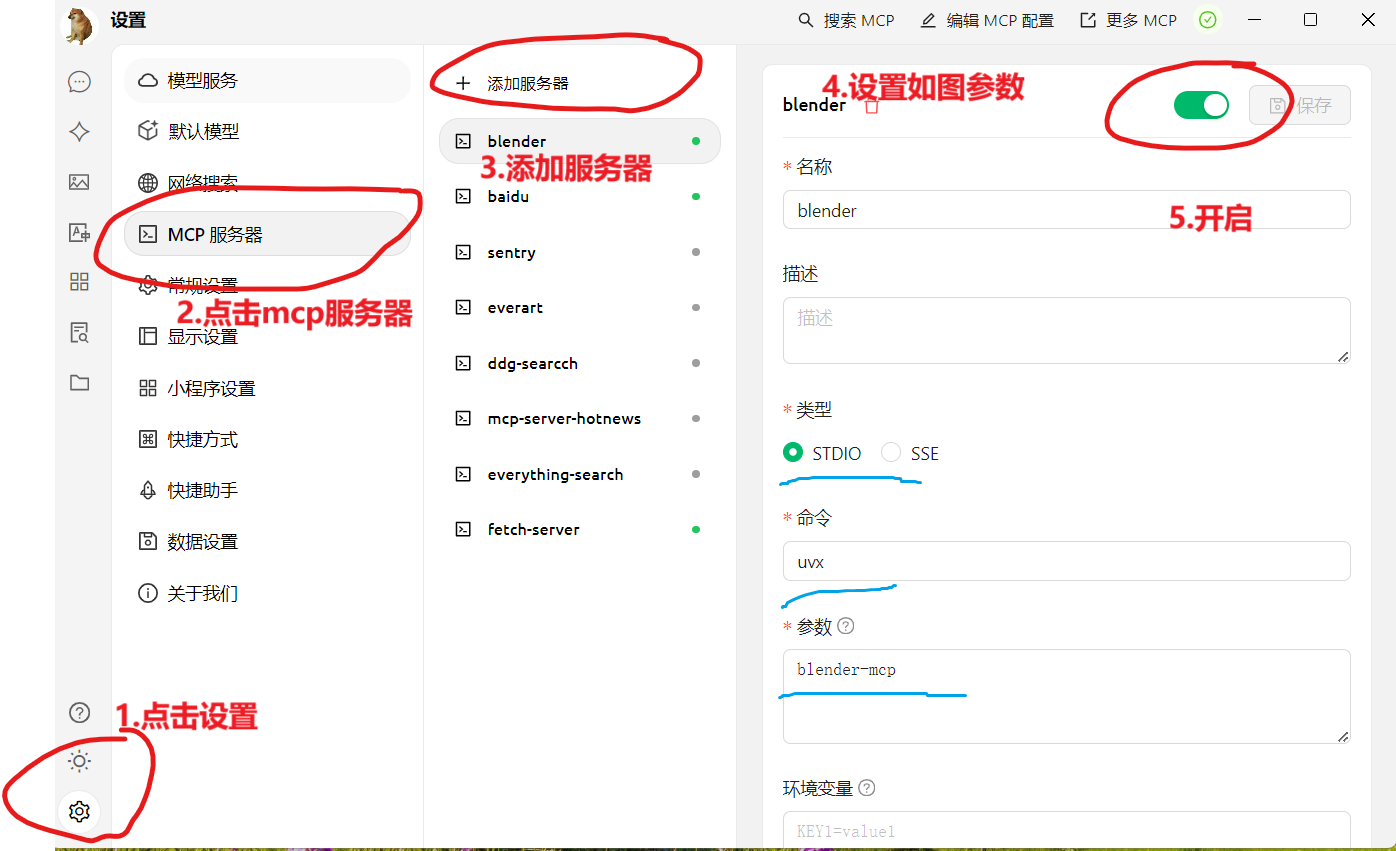 设置
搜索 MCP
编辑 MCP 配置
更多 MCP
模型服务
默认模型
网络搜索
MCP 服务器
常规设置
2.点击mcp服务器
显示设置
小程序设置
快捷方式
快捷助手
数据设置
关于我们
1.点击设置
添加服务器
blender
3.添加服务器
baidu
sentry
everart
ddg-searcch
mcp-server-hotnews
everything-search
fetch-server
blender
4.设置如图参数
保存
* 名称
blender
5.开启
描述
描述
* 类型
STDIO
SSE
* 命令
uvx
* 参数
blender-mcp
环境变量
KEY1=value1